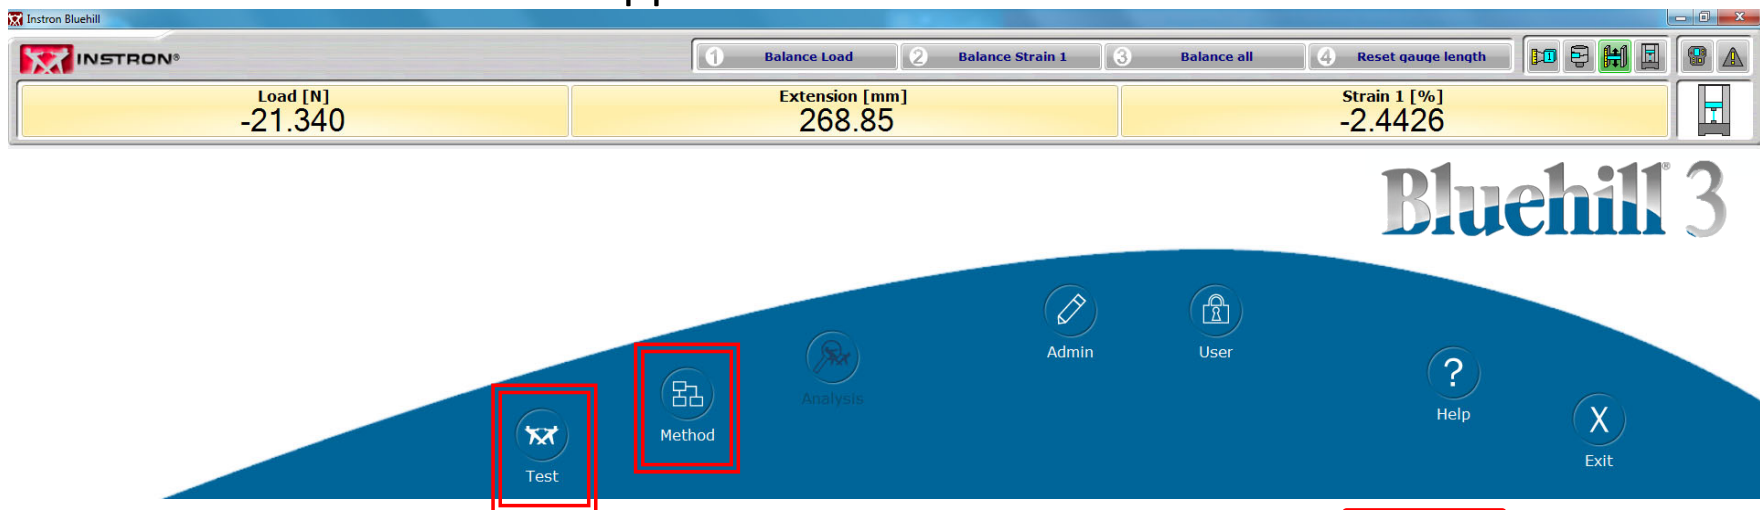 Instron Bluehill
INSTRON®
1 Balance Load
2 Balance Strain 1
3 Balance all
4 Reset gauge length
Load [N]
-21.340
Extension [mm]
268.85
Strain 1 [%]
-2.4426
Bluehill® 3
Admin
User
Analysis
Method
Test
Help
X
Exit